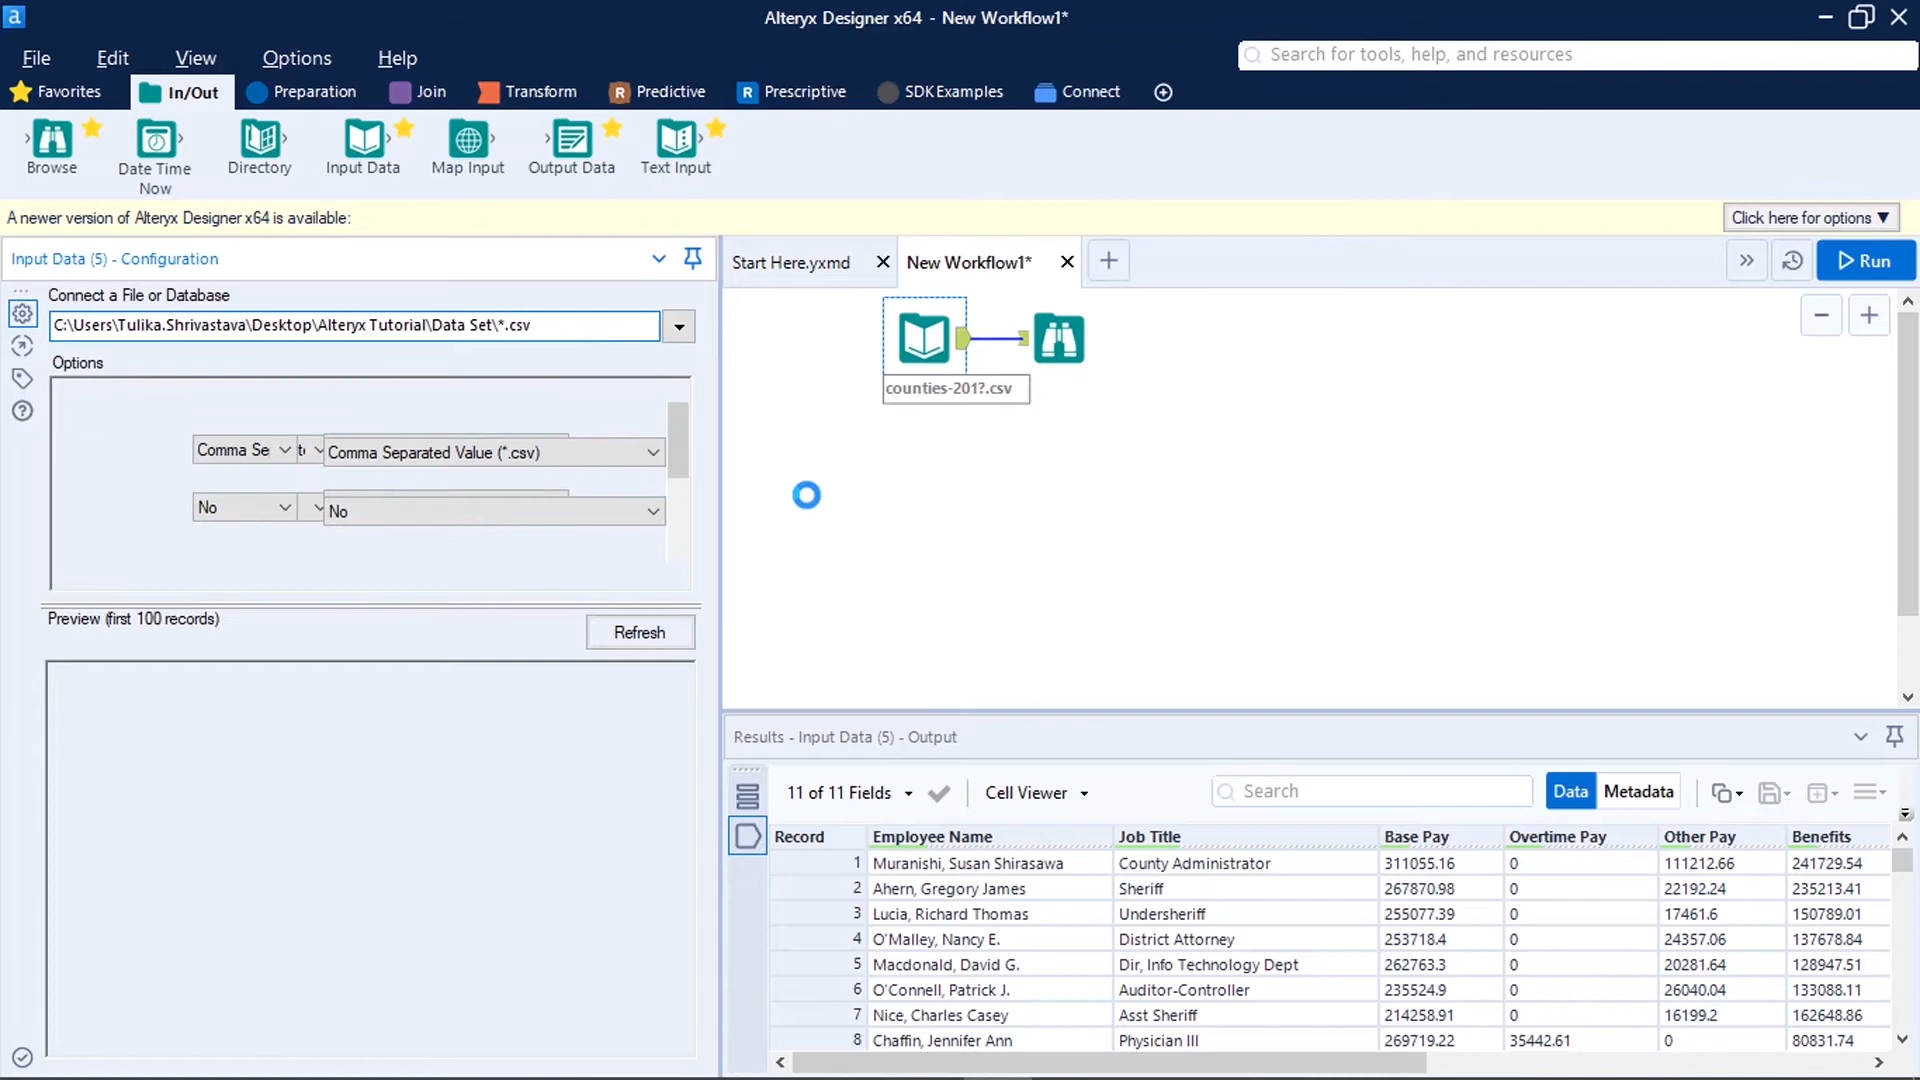 Alteryx Designer x64 - New Workflow1*
File Edit View Options Help
Search for tools, help, and resources
Favorites In/Out Preparation Join Transform Predictive Prescriptive SDKExamples Connect
Browse Date Time Now Directory Input Data Map Input Output Data Text Input
A newer version of Alteryx Designer x64 is available:
Click here for options ▼
Input Data (5) - Configuration
Start Here.yxmd New Workflow1* Run
Connect a File or Database
C:\Users\Tulika.Shrivastava\Desktop\Alteryx Tutorial\Data Set\*.csv
Options
Comma Se Comma Separated Value (*.csv)
No No
counties-201?.csv
Preview (first 100 records)
Refresh
Results - Input Data (5) - Output
11 of 11 Fields Cell Viewer Search Data Metadata
Record Employee Name Job Title Base Pay Overtime Pay Other Pay Benefits
1 Muranishi, Susan Shirasawa County Administrator 311055.16 0 111212.66 241729.54
2 Ahern, Gregory James Sheriff 267870.98 0 22192.24 235213.41
3 Lucia, Richard Thomas Undersheriff 255077.39 0 17461.6 150789.01
4 O'Malley, Nancy E. District Attorney 253718.4 0 24357.06 137678.84
5 Macdonald, David G. Dir, Info Technology Dept 262763.3 0 20281.64 128947.51
6 O'Connell, Patrick J. Auditor-Controller 235524.9 0 26040.04 133088.11
7 Nice, Charles Casey Asst Sheriff 214258.91 0 16199.2 162648.86
8 Chaffin, Jennifer Ann Physician III 269719.22 35442.61 0 80831.74